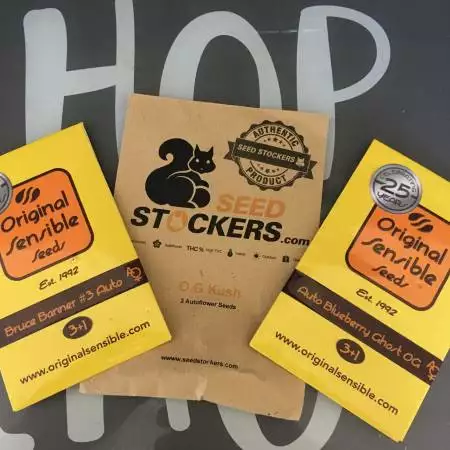 HOP
Original
Sensible
Seeds
Est. 1992
Bruce Banner #3 Auto
3+1
www.originalsensible.com
AUTHENTIC
SEED STOCKERS
PRODUCT
SEED
STOCKERS.com
THC%
O.G Kush
3 Autoflower Seeds
www.seedstockers.com
25
YEARS
Original
Sensible
Seeds
Est. 1992
Auto Blueberry Ghost OG
3+1
www.originalsensible.com